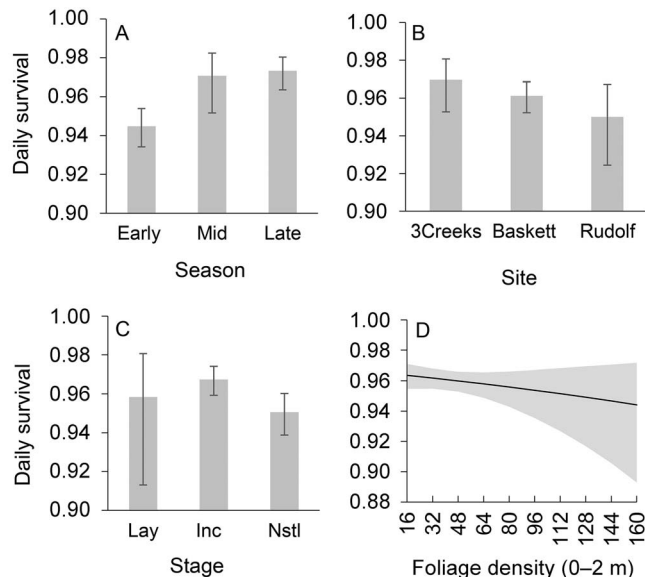 A
1.00
0.98
0.96
0.94
0.92
0.90
Daily survival
Early Mid Late
Season
B
1.00
0.98
0.96
0.94
0.92
0.90
3Creeks Baskett Rudolf
Site
C
1.00
0.98
0.96
0.94
0.92
0.90
Daily survival
Lay Inc Nstl
Stage
D
1.00
0.98
0.96
0.94
0.92
0.90
0.88
16 32 48 64 80 96 112 128 144 160
Foliage density (0–2 m)